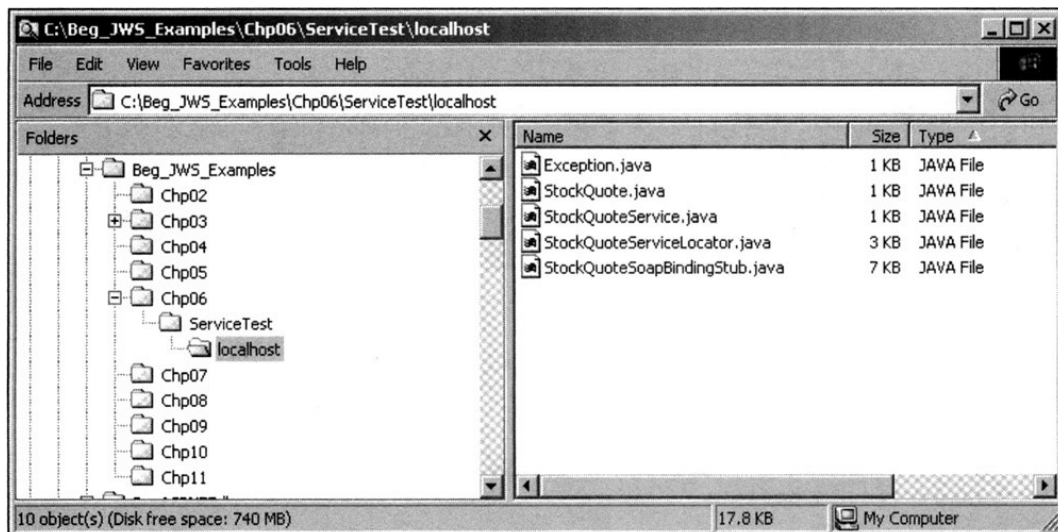 C:\Beg_JWS_Examples\Chp06\ServiceTest\localhost
File Edit View Favorites Tools Help
Address C:\Beg_JWS_Examples\Chp06\ServiceTest\localhost Go
Folders
Beg_JWS_Examples
Chp02
Chp03
Chp04
Chp05
Chp06
ServiceTest
localhost
Chp07
Chp08
Chp09
Chp10
Chp11
Name Size Type
Exception.java 1 KB JAVA File
StockQuote.java 1 KB JAVA File
StockQuoteService.java 1 KB JAVA File
StockQuoteServiceLocator.java 3 KB JAVA File
StockQuoteSoapBindingStub.java 7 KB JAVA File
10 object(s) (Disk free space: 740 MB) 17.8 KB My Computer